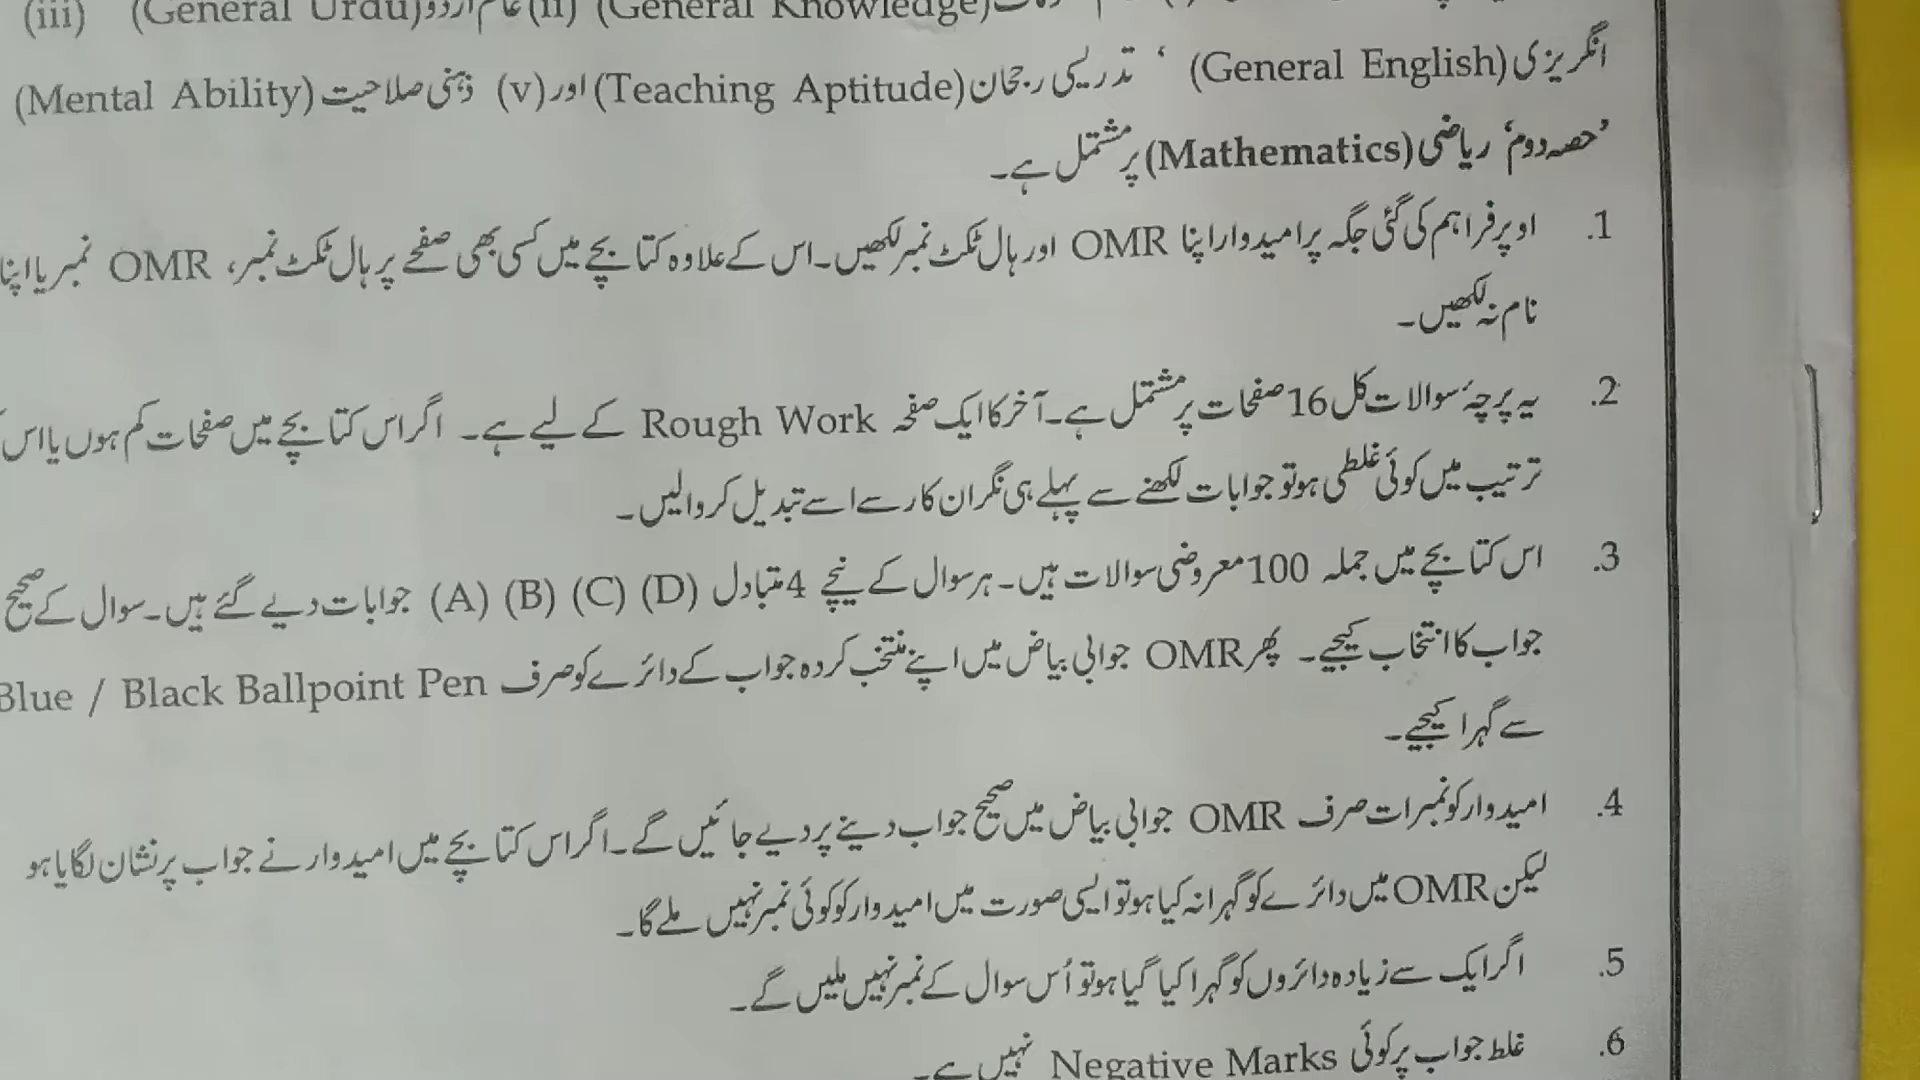 (General Knowledge) (ii) عام اردو (General Urdu) (iii)
انگریزی (General English) ‘ تدریسی رجحان (Teaching Aptitude) اور (v) ذہنی صلاحیت (Mental Ability)
’حصہ دوم‘ ریاضی (Mathematics) پر مشتمل ہے۔
1. اوپر فراہم کی گئی جگہ پر امیدوار اپنا OMR اور ہال ٹکٹ نمبر لکھیں۔ اس کے علاوہ کتابچے میں کسی بھی صفحے پر ہال ٹکٹ نمبر، OMR نمبر یا اپنا
نام نہ لکھیں۔
2. یہ پرچۂ سوالات کل 16 صفحات پر مشتمل ہے۔ آخر کا ایک صفحہ Rough Work کے لیے ہے۔ اگر اس کتابچے میں صفحات کم ہوں یا اس
ترتیب میں کوئی غلطی ہو تو جوابات لکھنے سے پہلے ہی نگران کار سے اسے تبدیل کروالیں۔
3. اس کتابچے میں جملہ 100 معروضی سوالات ہیں۔ ہر سوال کے نیچے 4 متبادل (A) (B) (C) (D) جوابات دیے گئے ہیں۔ سوال کے صحیح
جواب کا انتخاب کیجیے۔ پھر OMR جوابی بیاض میں اپنے منتخب کردہ جواب کے دائرے کو صرف Blue / Black Ballpoint Pen
سے گہرا کیجیے۔
4. امیدوار کو نمبرات صرف OMR جوابی بیاض میں صحیح جواب دینے پر دیے جائیں گے۔ اگر اس کتابچے میں امیدوار نے جواب پر نشان لگایا ہو
لیکن OMR میں دائرے کو گہرا نہ کیا ہو تو ایسی صورت میں امیدوار کو کوئی نمبر نہیں ملے گا۔
5. اگر ایک سے زیادہ دائروں کو گہرا کیا گیا ہو تو اُس سوال کے نمبر نہیں ملیں گے۔
6. غلط جواب پر کوئی Negative Marks نہیں ہے۔